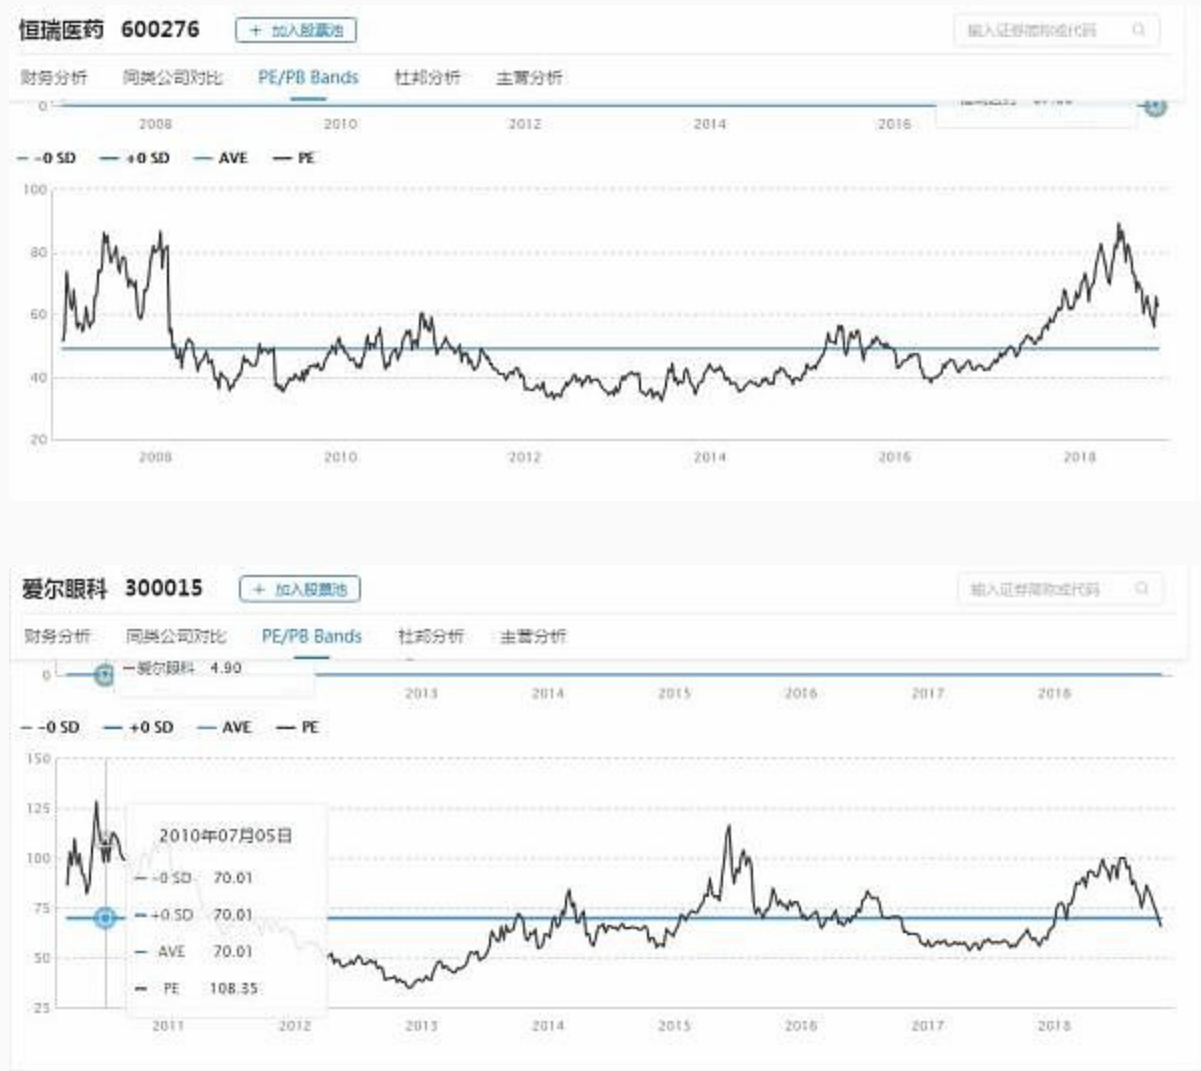 恒瑞医药 600276 + 加入股票池 输入证券简称或代码
财务分析 同类公司对比 PE/PB Bands 杜邦分析 主营分析
0
2008 2010 2012 2014 2016
-0 SD +0 SD AVE PE
100
80
60
40
20
2008 2010 2012 2014 2016 2018
爱尔眼科 300015 + 加入股票池 输入证券简称或代码
财务分析 同类公司对比 PE/PB Bands 杜邦分析 主营分析
0 爱尔眼科 4.90
2013 2014 2015 2016 2017 2018
-0 SD +0 SD AVE PE
150
125
2010年07月05日
100
-0 SD 70.01
75
+0 SD 70.01
AVE 70.01
50
PE 108.35
25
2011 2012 2013 2014 2015 2016 2017 2018